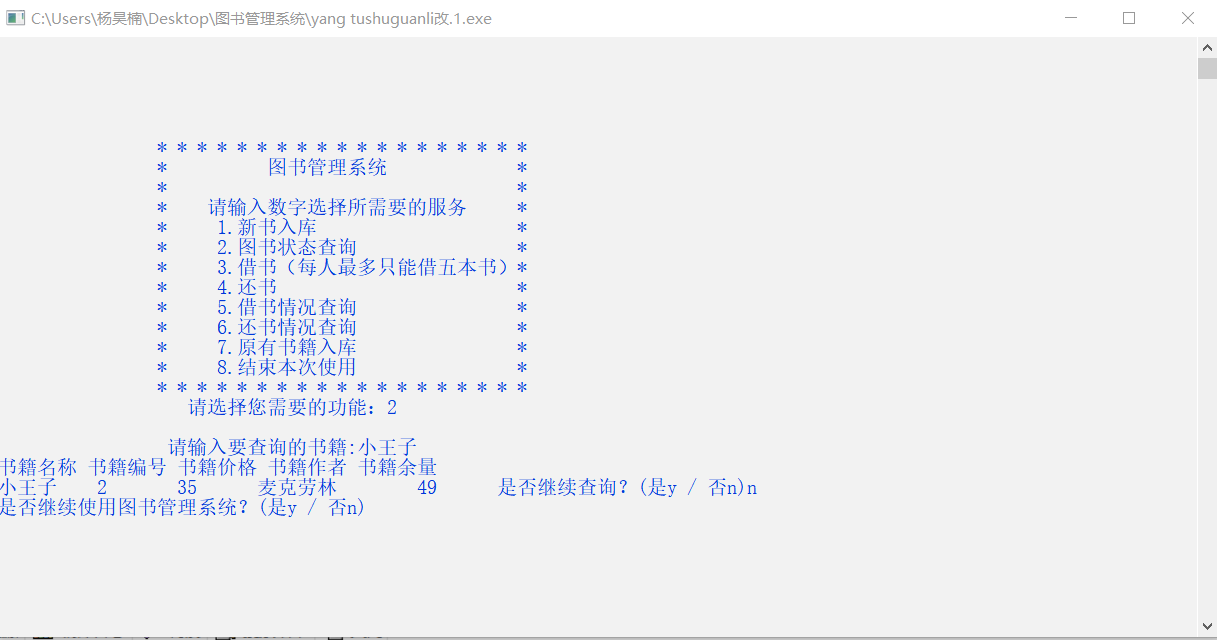 C:\Users\杨昊楠\Desktop\图书管理系统\yang tushuguanli改.1.exe
* * * * * * * * * * * * * * * * * * *
* 图书管理系统 *
* *
* 请输入数字选择所需要的服务 *
* 1.新书入库 *
* 2.图书状态查询 *
* 3.借书（每人最多只能借五本书）*
* 4.还书 *
* 5.借书情况查询 *
* 6.还书情况查询 *
* 7.原有书籍入库 *
* 8.结束本次使用 *
* * * * * * * * * * * * * * * * * * *
请选择您需要的功能：2
请输入要查询的书籍:小王子
书籍名称 书籍编号 书籍价格 书籍作者 书籍余量
小王子 2 35 麦克劳林 49 是否继续查询？(是y / 否n)n
是否继续使用图书管理系统？(是y / 否n)